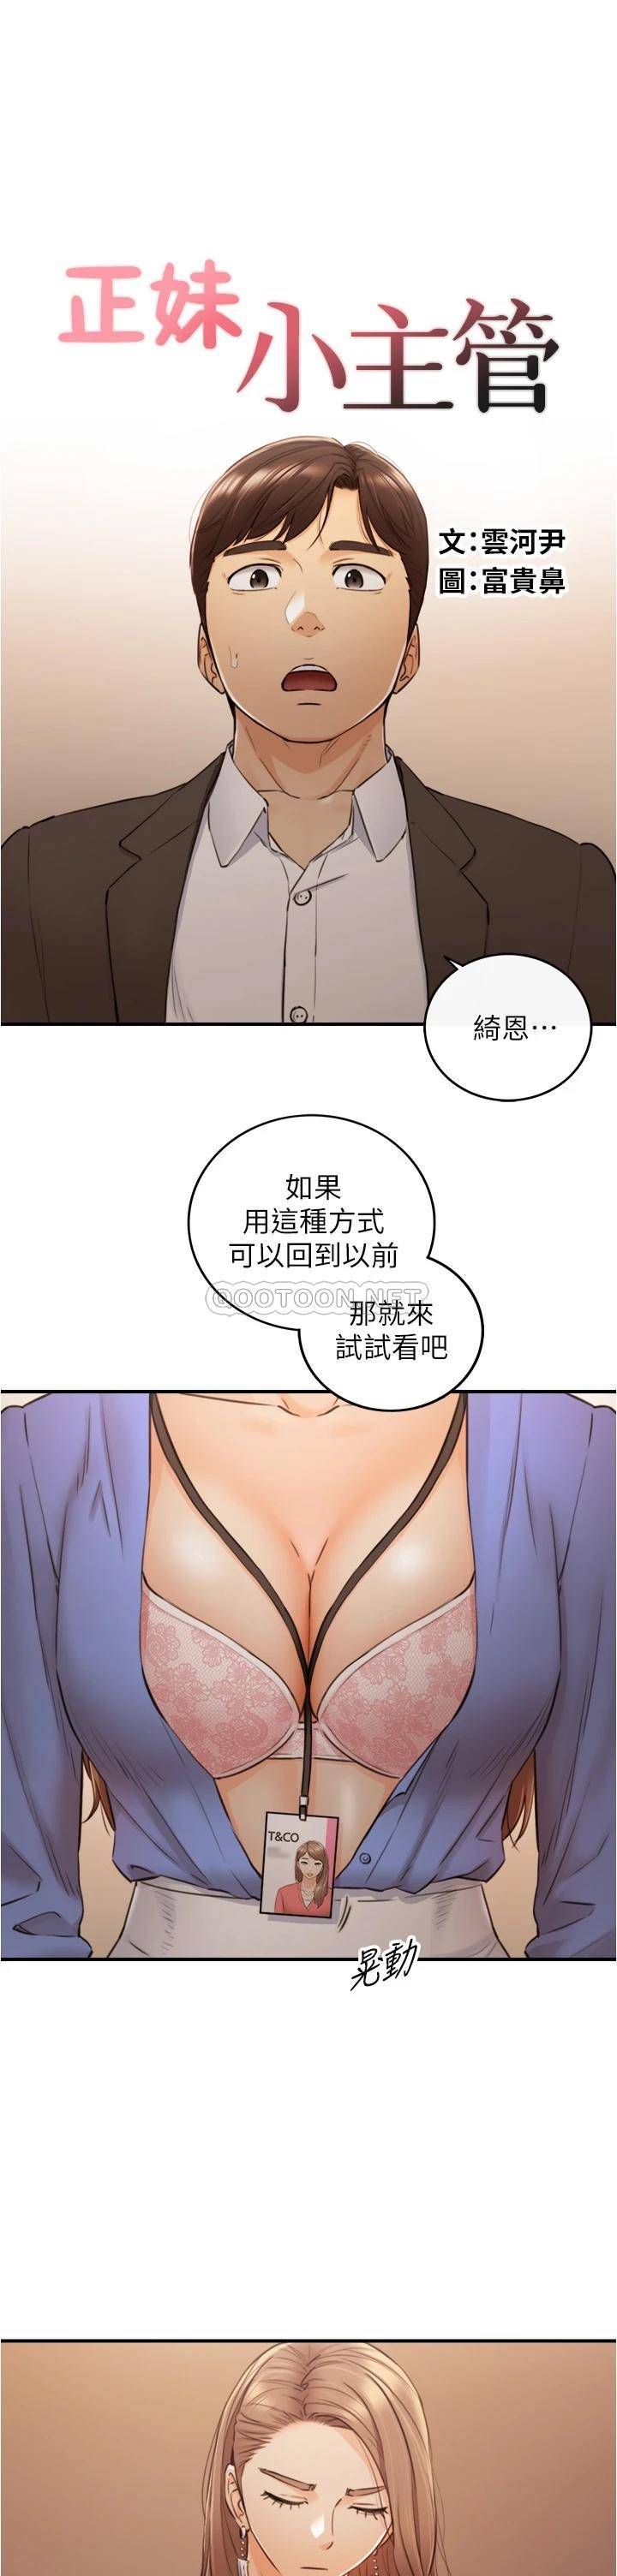 正妹
小主管
文:雲河尹
圖:富貴鼻
綺恩⋯
如果
用這種方式
可以回到以前
QOOTOON.NET
那就來
試試看吧
T&CO
晃動